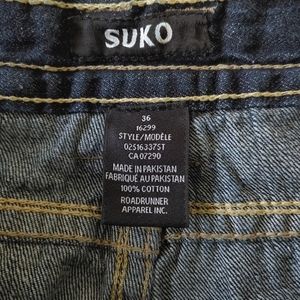 SUKO
36
16299
STYLE/MODÈLE
02516337ST
CA 07290
MADE IN PAKISTAN
FABRIQUÉ AU PAKISTAN
100% COTTON
ROADRUNNER
APPAREL INC.